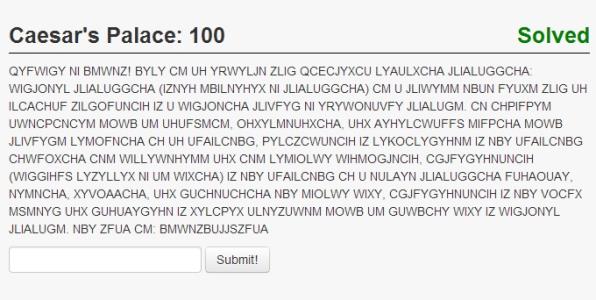 Caesar's Palace: 100 Solved
QYFWIGY NI BMWNZ! BYLY CM UH YRWYLJN ZLIG QCECJYXCU LYAULXCHA JLIALUGGCHA:
WIGJONYL JLIALUGGCHA (IZNYH MBILNYHYX NI JLIALUGGCHA) CM U JLIWYMM NBUN FYUXM ZLIG UH
ILCACHUF ZILGOFUNCIH IZ U WIGJONCHA JLIVFYG NI YRYWONUVFY JLIALUGM. CN CHPIFPYM
UWNCPCNCYM MOWB UM UHUFSMCM, OHXYLMNUHXCHA, UHX AYHYLCWUFFS MIFPCHA MOWB
JLIVFYGM LYMOFNCHA CH UH UFAILCNBG, PYLCZCWUNCIH IZ LYKOCLYGYHNM IZ NBY UFAILCNBG
CHWFOXCHA CNM WILLYWNHYMM UHX CNM LYMIOLWY WIHMOGJNCIH, CGJFYGYHNUNCIH
(WIGGIHFS LYZYLLYX NI UM WIXCHA) IZ NBY UFAILCNBG CH U NULAYN JLIALUGGCHA FUHAOUAY,
NYMNCHA, XYVOAACHA, UHX GUCHNUCHCHA NBY MIOLWY WIXY, CGJFYGYHNUNCIH IZ NBY VOCFX
MSMNYG UHX GUHUAYGYHN IZ XYLCPYX ULNYZUWNM MOWB UM GUWBCHY WIXY IZ WIGJONYL
JLIALUGM. NBY ZFUA CM: BMWNZBUJJSZFUA
Submit!